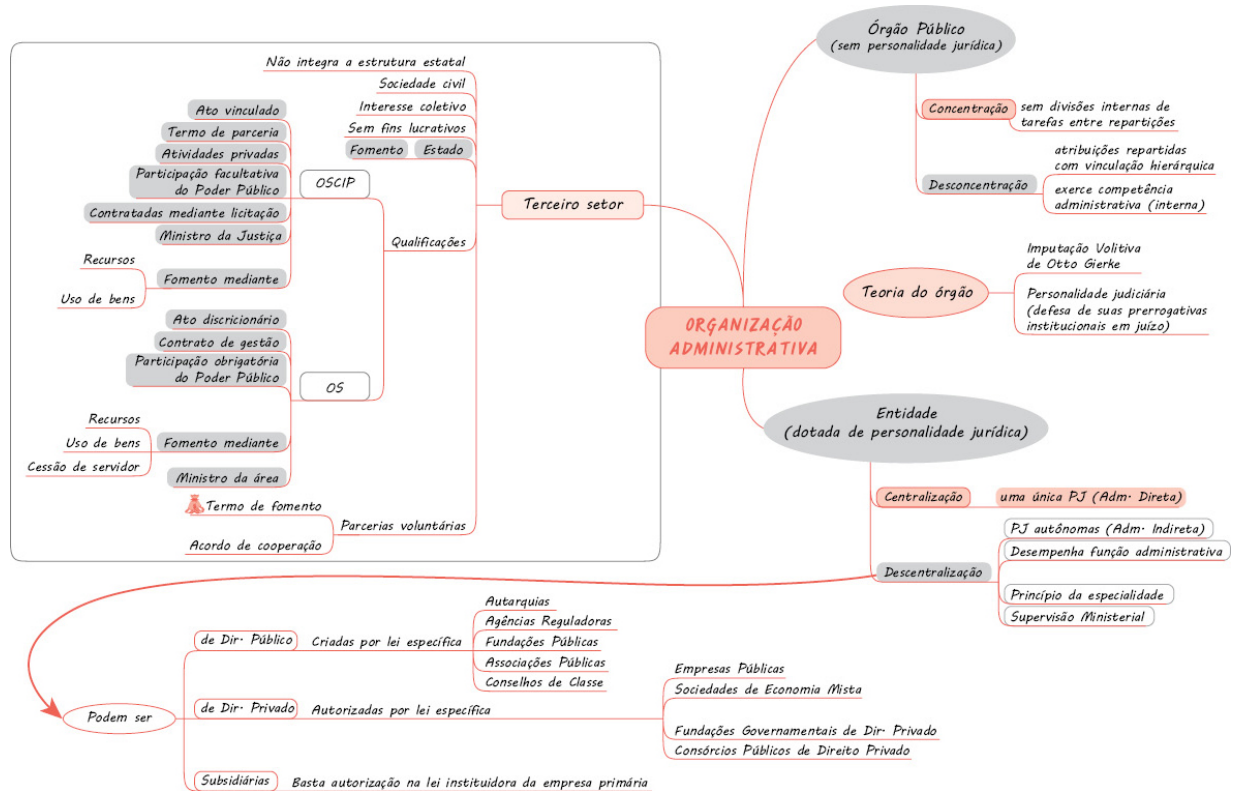 ORGANIZAÇÃO
ADMINISTRATIVA
Órgão Público
(sem personalidade jurídica)
Concentração
sem divisões internas de
tarefas entre repartições
Desconcentração
atribuições repartidas
com vinculação hierárquica
exerce competência
administrativa (interna)
Teoria do órgão
Imputação Volitiva
de Otto Gierke
Personalidade judiciária
(defesa de suas prerrogativas
institucionais em juízo)
Entidade
(dotada de personalidade jurídica)
Centralização
uma única PJ (Adm. Direta)
Descentralização
PJ autônomas (Adm. Indireta)
Desempenha função administrativa
Princípio da especialidade
Supervisão Ministerial
Podem ser
de Dir. Público
Criadas por lei específica
Autarquias
Agências Reguladoras
Fundações Públicas
Associações Públicas
Conselhos de Classe
de Dir. Privado
Autorizadas por lei específica
Empresas Públicas
Sociedades de Economia Mista
Fundações Governamentais de Dir. Privado
Consórcios Públicos de Direito Privado
Subsidiárias
Basta autorização na lei instituidora da empresa primária
Terceiro setor
Não integra a estrutura estatal
Sociedade civil
Interesse coletivo
Sem fins lucrativos
Fomento
Estado
Qualificações
OSCIP
Ato vinculado
Termo de parceria
Atividades privadas
Participação facultativa
do Poder Público
Contratadas mediante licitação
Ministro da Justiça
Fomento mediante
Recursos
Uso de bens
OS
Ato discricionário
Contrato de gestão
Participação obrigatória
do Poder Público
Fomento mediante
Recursos
Uso de bens
Cessão de servidor
Ministro da área
Parcerias voluntárias
Termo de fomento
Acordo de cooperação